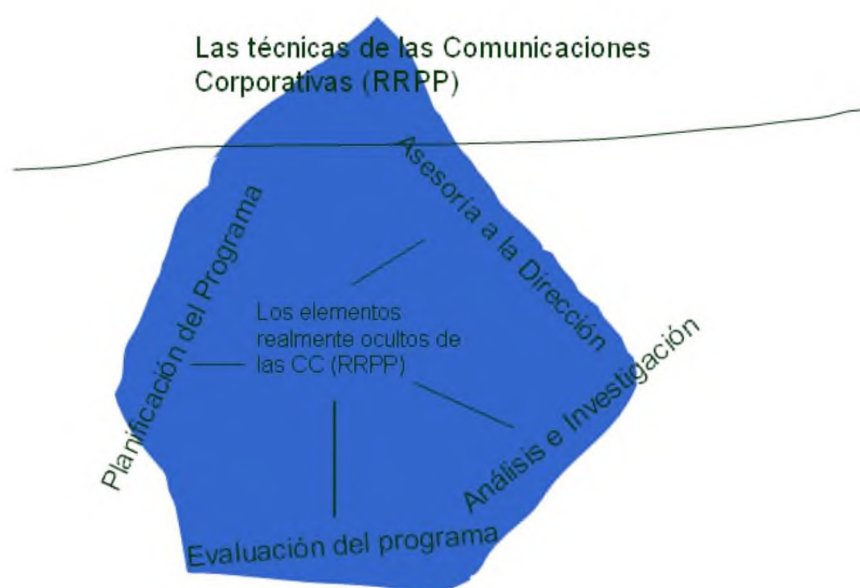 Las técnicas de las Comunicaciones
Corporativas (RRPP)
Asesoría a la Dirección
Planificación del Programa
Los elementos
realmente ocultos de
las CC (RRPP)
Análisis e Investigación
Evaluación del programa